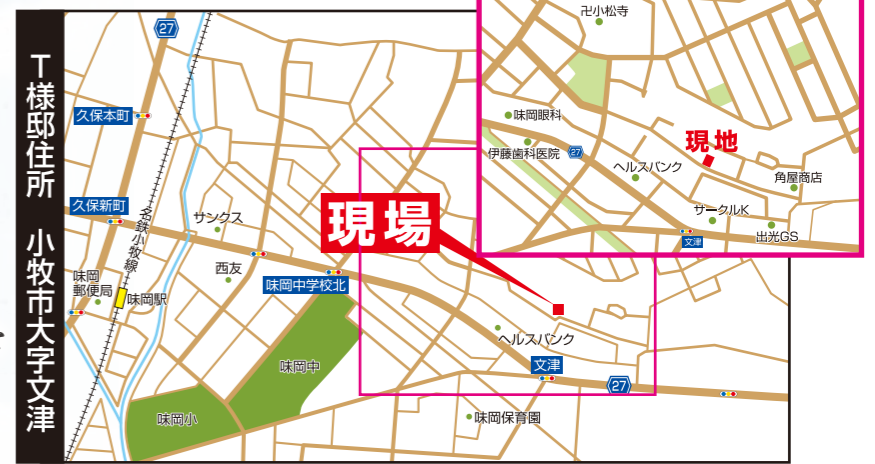 T様邸住所 小牧市大字文津
27
久保本町
久保新町
名鉄小牧線
サンクス
西友
味岡
郵便局
味岡駅
味岡中学校北
現場
味岡中
味岡小
ヘルスバンク
文津
27
味岡保育園
卍小松寺
味岡眼科
伊藤歯科医院
27
現地
ヘルスバンク
角屋商店
サークルK
文津
出光GS